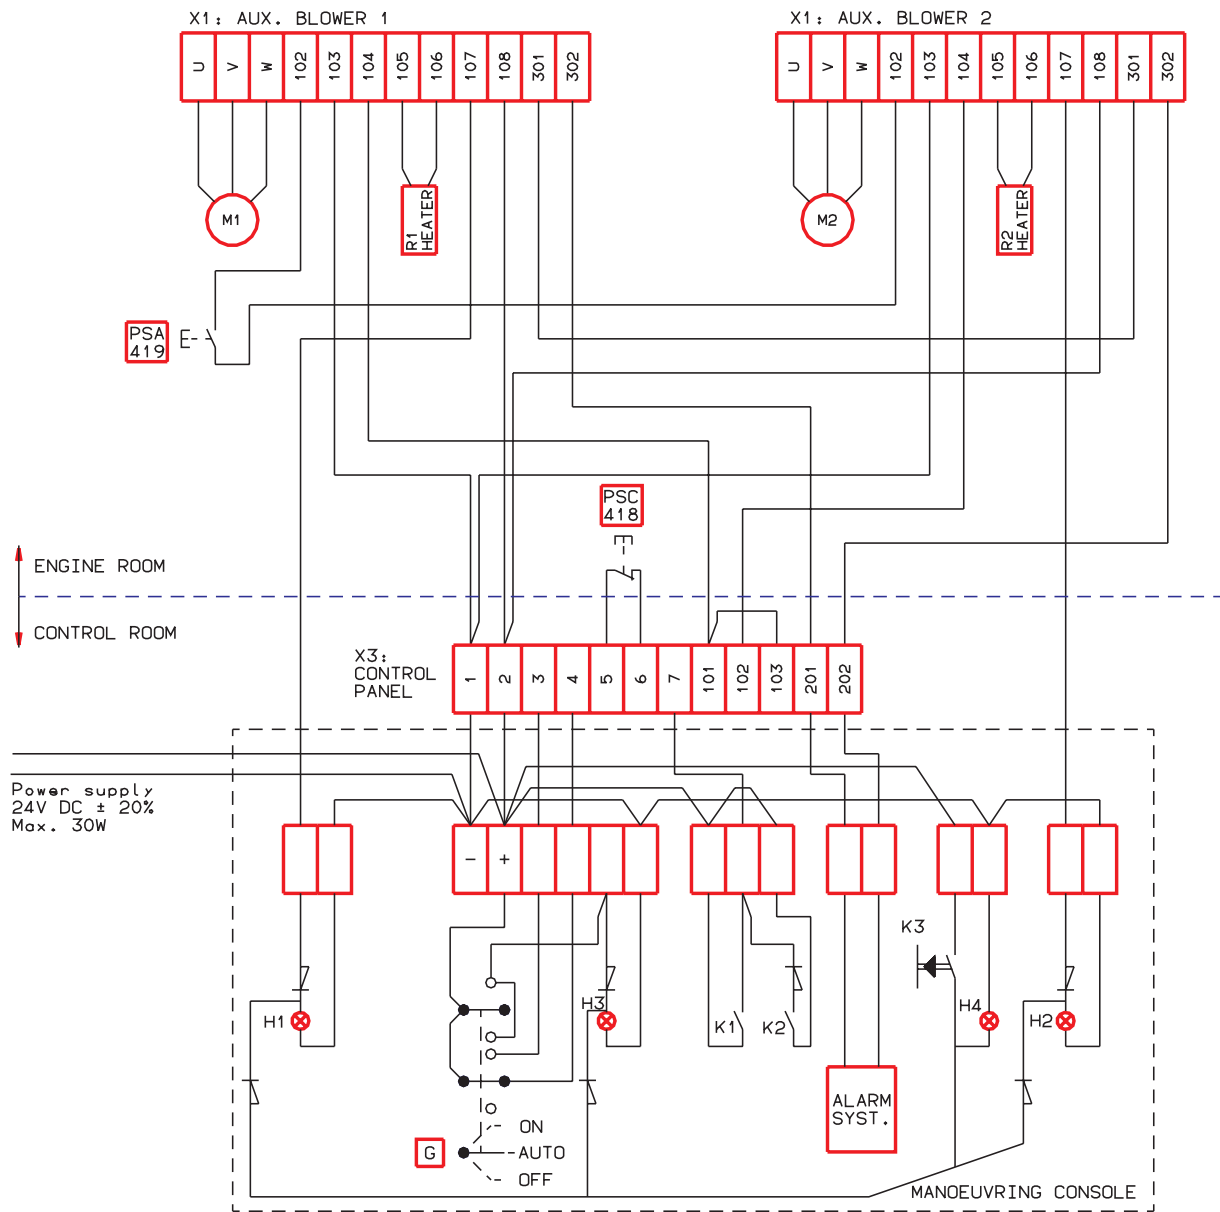 X1: AUX. BLOWER 1
X1: AUX. BLOWER 2
U V W 102 103 104 105 106 107 108 301 302
U V W 102 103 104 105 106 107 108 301 302
M1
R1
HEATER
M2
R2
HEATER
PSA
419
PSC
418
ENGINE ROOM
CONTROL ROOM
X3:
CONTROL
PANEL
1 2 3 4 5 6 7 101 102 103 201 202
Power supply
24V DC ± 20%
Max. 30W
- +
K3
H1
H3
K1
K2
H4
H2
ALARM
SYST.
ON
G
AUTO
OFF
MANOEUVRING CONSOLE